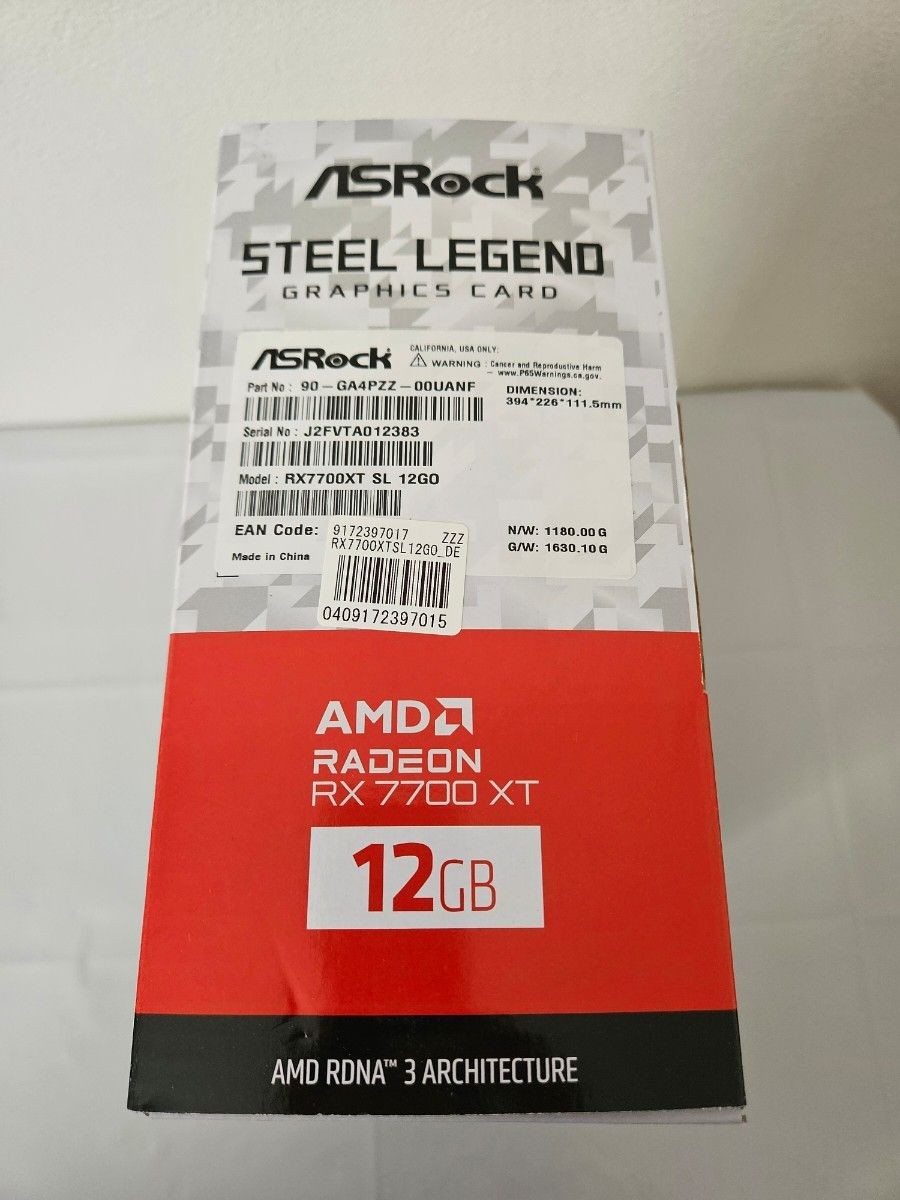 ASRock
STEEL LEGEND
GRAPHICS CARD
ASRock
CALIFORNIA, USA ONLY:
⚠ WARNING : Cancer and Reproductive Harm
– www.P65Warnings.ca.gov.
Part No : 90-GA4PZZ-00UANF
DIMENSION:
394*226*111.5mm
Serial No : J2FVTA012383
Model : RX7700XT SL 12GO
EAN Code:
N/W: 1180.00G
G/W: 1630.10G
Made in China
9172397017 ZZZ
RX7700XTSL12GO_DE
0409172397015
AMD
RADEON
RX 7700 XT
12GB
AMD RDNA™ 3 ARCHITECTURE